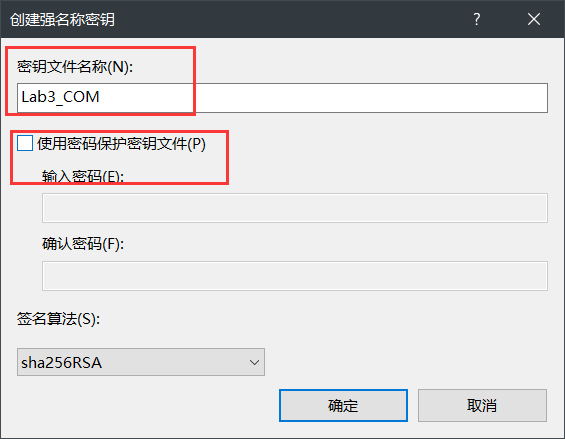 创建强名称密钥
?
密钥文件名称(N):
Lab3_COM
使用密码保护密钥文件(P)
输入密码(E):
确认密码(F):
签名算法(S):
sha256RSA
确定
取消